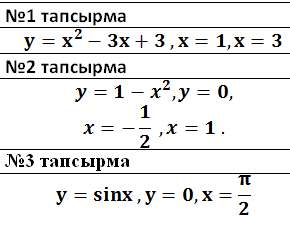 №1 тапсырма
y = x² − 3x + 3 , x = 1, x = 3
№2 тапсырма
y = 1 − x², y = 0,
x = −1/2 , x = 1 .
№3 тапсырма
y = sinx , y = 0, x = π/2